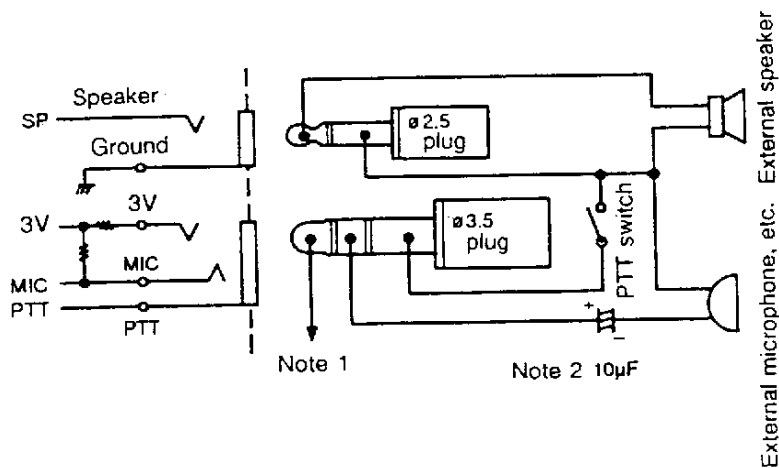 Speaker
SP
Ground
3V
3V
MIC
MIC
PTT
PTT
ø2.5
plug
ø3.5
plug
PTT switch
+
−
Note 1
Note 2 10µF
External speaker
External microphone, etc.